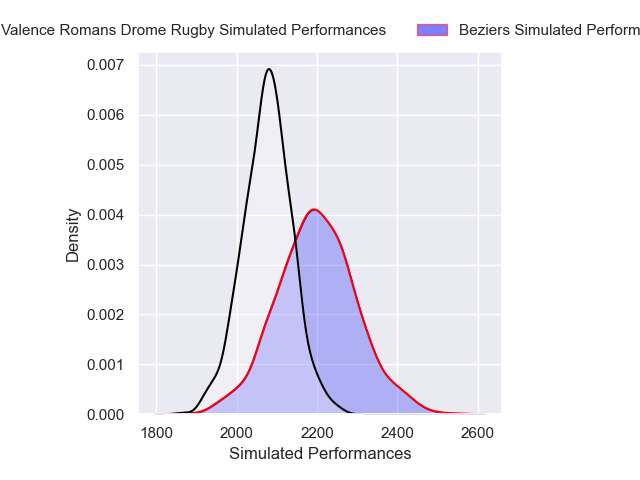 Valence Romans Drome Rugby Simulated Performances
Beziers Simulated Perform
0.007
0.006
0.005
0.004
0.003
0.002
0.001
0.000
Density
1800 2000 2200 2400 2600
Simulated Performances